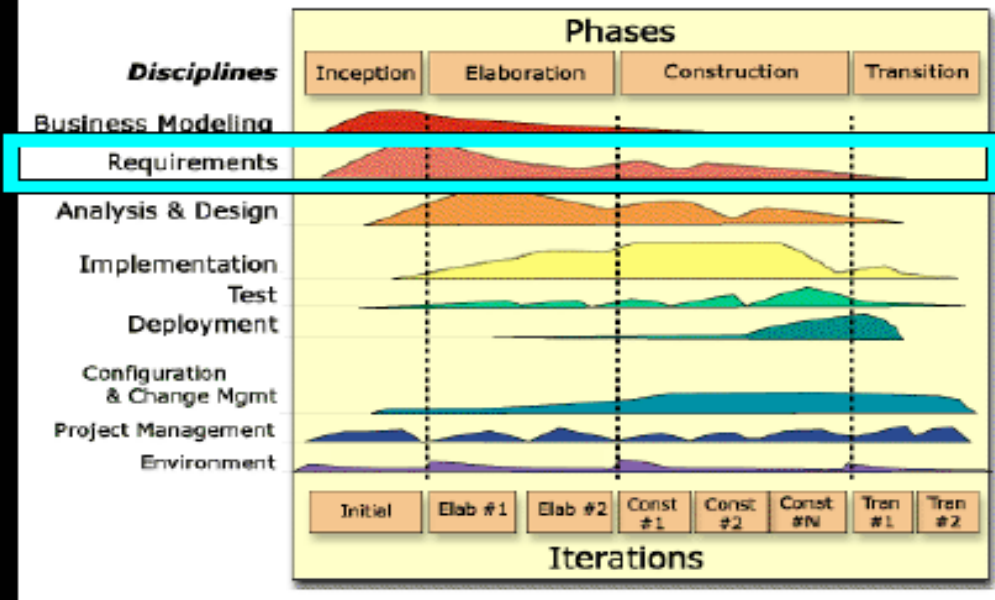 Phases
Disciplines Inception Elaboration Construction Transition
Business Modeling
Requirements
Analysis & Design
Implementation
Test
Deployment
Configuration
& Change Mgmt
Project Management
Environment
Initial Elab #1 Elab #2 Const #1 Const #2 Const #N Tran #1 Tran #2
Iterations